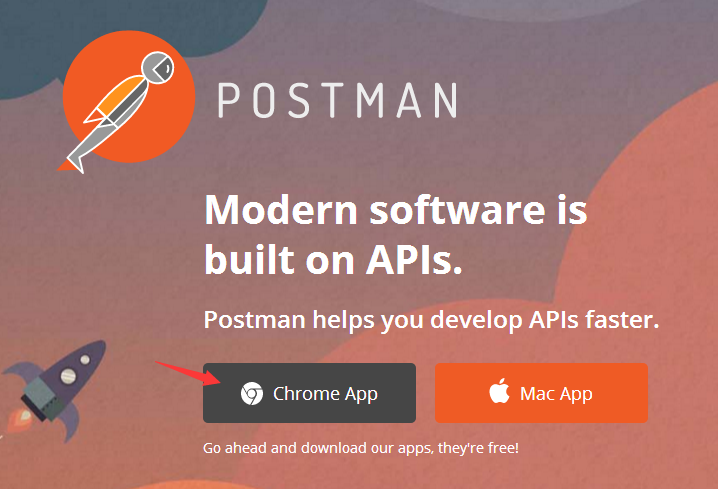 POSTMAN
Modern software is
built on APIs.
Postman helps you develop APIs faster.
Chrome App
Mac App
Go ahead and download our apps, they're free!